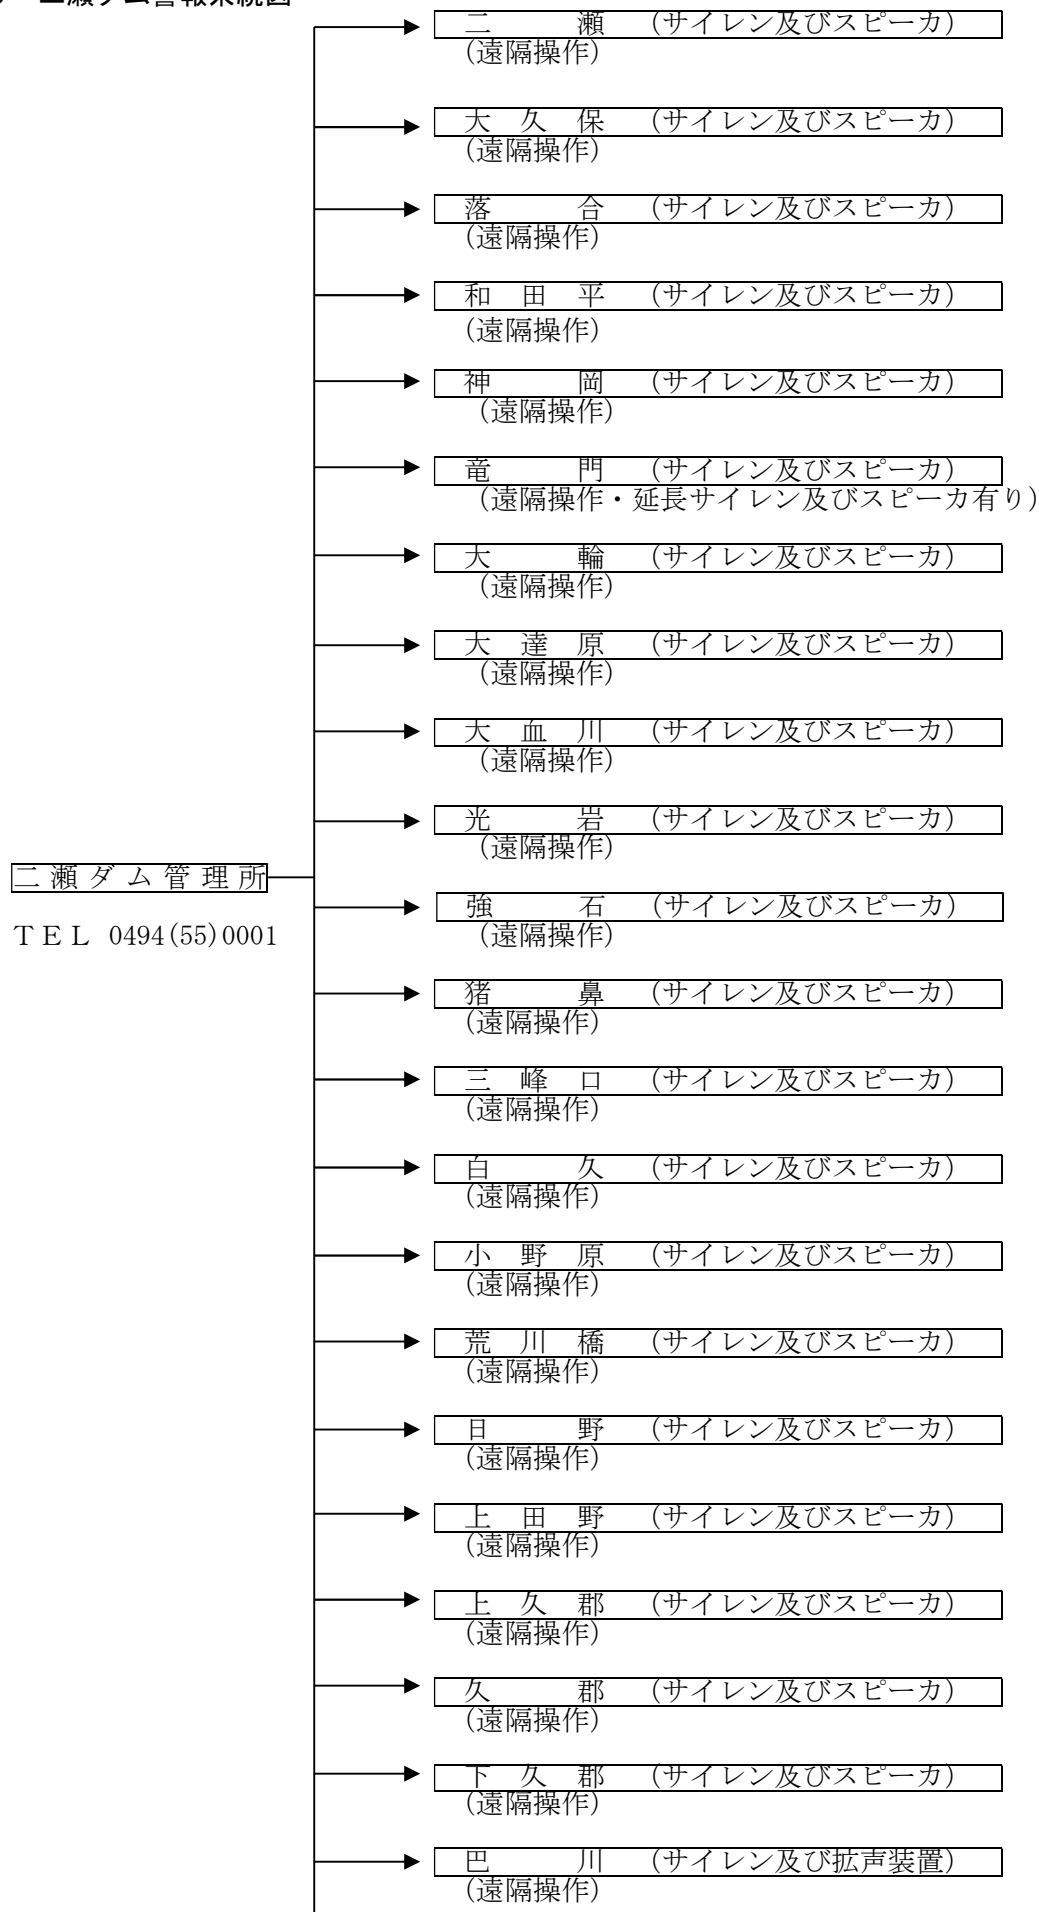 二瀬ダム警報系統図
二　　　瀬　（サイレン及びスピーカ）
（遠隔操作）
大　久　保　（サイレン及びスピーカ）
（遠隔操作）
落　　　合　（サイレン及びスピーカ）
（遠隔操作）
和　田　平　（サイレン及びスピーカ）
（遠隔操作）
神　　　岡　（サイレン及びスピーカ）
（遠隔操作）
竜　　　門　（サイレン及びスピーカ）
（遠隔操作・延長サイレン及びスピーカ有り）
大　　　輪　（サイレン及びスピーカ）
（遠隔操作）
大　達　原　（サイレン及びスピーカ）
（遠隔操作）
大　血　川　（サイレン及びスピーカ）
（遠隔操作）
光　　　岩　（サイレン及びスピーカ）
（遠隔操作）
二瀬ダム管理所
ＴＥＬ 0494(55)0001
強　　　石　（サイレン及びスピーカ）
（遠隔操作）
猪　　　鼻　（サイレン及びスピーカ）
（遠隔操作）
三　峰　口　（サイレン及びスピーカ）
（遠隔操作）
白　　　久　（サイレン及びスピーカ）
（遠隔操作）
小　野　原　（サイレン及びスピーカ）
（遠隔操作）
荒　川　橋　（サイレン及びスピーカ）
（遠隔操作）
日　　　野　（サイレン及びスピーカ）
（遠隔操作）
上　田　野　（サイレン及びスピーカ）
（遠隔操作）
上　久　郡　（サイレン及びスピーカ）
（遠隔操作）
久　　　郡　（サイレン及びスピーカ）
（遠隔操作）
下　久　郡　（サイレン及びスピーカ）
（遠隔操作）
巴　　　川　（サイレン及び拡声装置）
（遠隔操作）